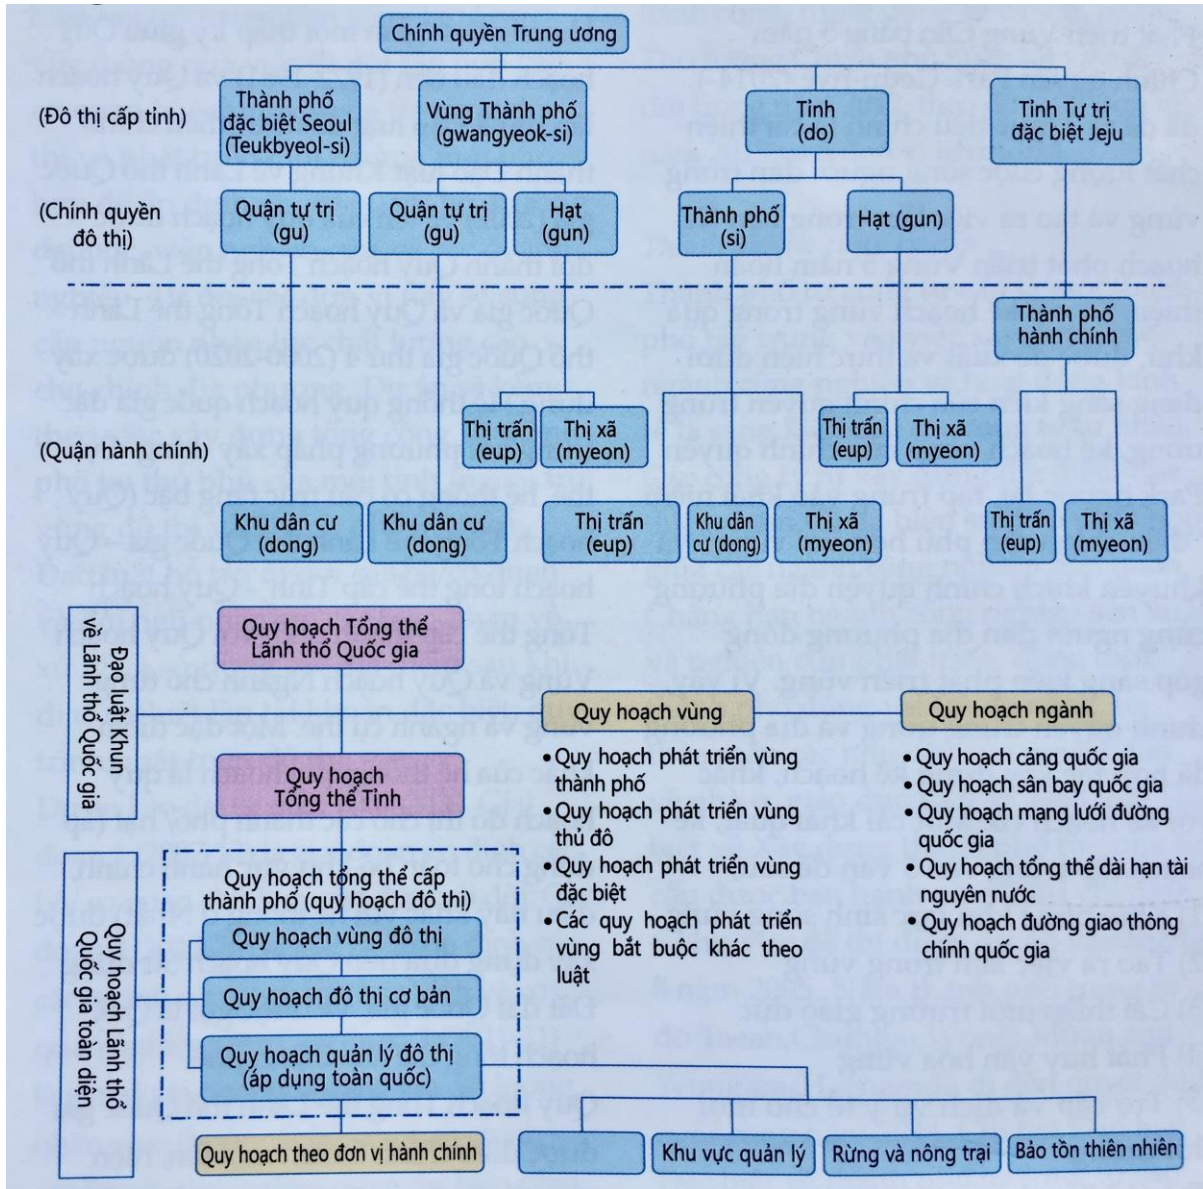 Chính quyền Trung ương
(Đô thị cấp tỉnh)
Thành phố
đặc biệt Seoul
(Teukbyeol-si)
Vùng Thành phố
(gwangyeok-si)
Tỉnh
(do)
Tỉnh Tự trị
đặc biệt Jeju
(Chính quyền
đô thị)
Quận tự trị
(gu)
Quận tự trị
(gu)
Hạt
(gun)
Thành phố
(si)
Hạt (gun)
Thành phố
hành chính
(Quận hành chính)
Thị trấn
(eup)
Thị xã
(myeon)
Thị trấn
(eup)
Thị xã
(myeon)
Khu dân cư
(dong)
Khu dân cư
(dong)
Thị trấn
(eup)
Khu dân
cư (dong)
Thị xã
(myeon)
Thị trấn
(eup)
Thị xã
(myeon)
Đạo luật Khung
về Lãnh thổ Quốc gia
Quy hoạch Tổng thể
Lãnh thổ Quốc gia
Quy hoạch
Tổng thể Tỉnh
Quy hoạch vùng
• Quy hoạch phát triển vùng
thành phố
• Quy hoạch phát triển vùng
thủ đô
• Quy hoạch phát triển vùng
đặc biệt
• Các quy hoạch phát triển
vùng bắt buộc khác theo
luật
Quy hoạch ngành
• Quy hoạch cảng quốc gia
• Quy hoạch sân bay quốc gia
• Quy hoạch mạng lưới đường
quốc gia
• Quy hoạch tổng thể dài hạn tài
nguyên nước
• Quy hoạch đường giao thông
chính quốc gia
Quy hoạch Lãnh thổ
Quốc gia toàn diện
Quy hoạch tổng thể cấp
thành phố (quy hoạch đô thị)
Quy hoạch vùng đô thị
Quy hoạch đô thị cơ bản
Quy hoạch quản lý đô thị
(áp dụng toàn quốc)
Quy hoạch theo đơn vị hành chính
Đô thị
Khu vực quản lý
Rừng và nông trại
Bảo tồn thiên nhiên